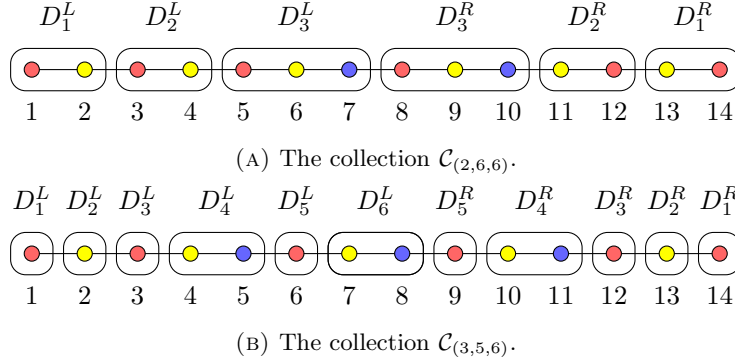 D_1^L D_2^L D_3^L D_3^R D_2^R D_1^R
1 2 3 4 5 6 7 8 9 10 11 12 13 14
(A) The collection 𝒞_{(2,6,6)}.
D_1^L D_2^L D_3^L D_4^L D_5^L D_6^L D_5^R D_4^R D_3^R D_2^R D_1^R
1 2 3 4 5 6 7 8 9 10 11 12 13 14
(B) The collection 𝒞_{(3,5,6)}.